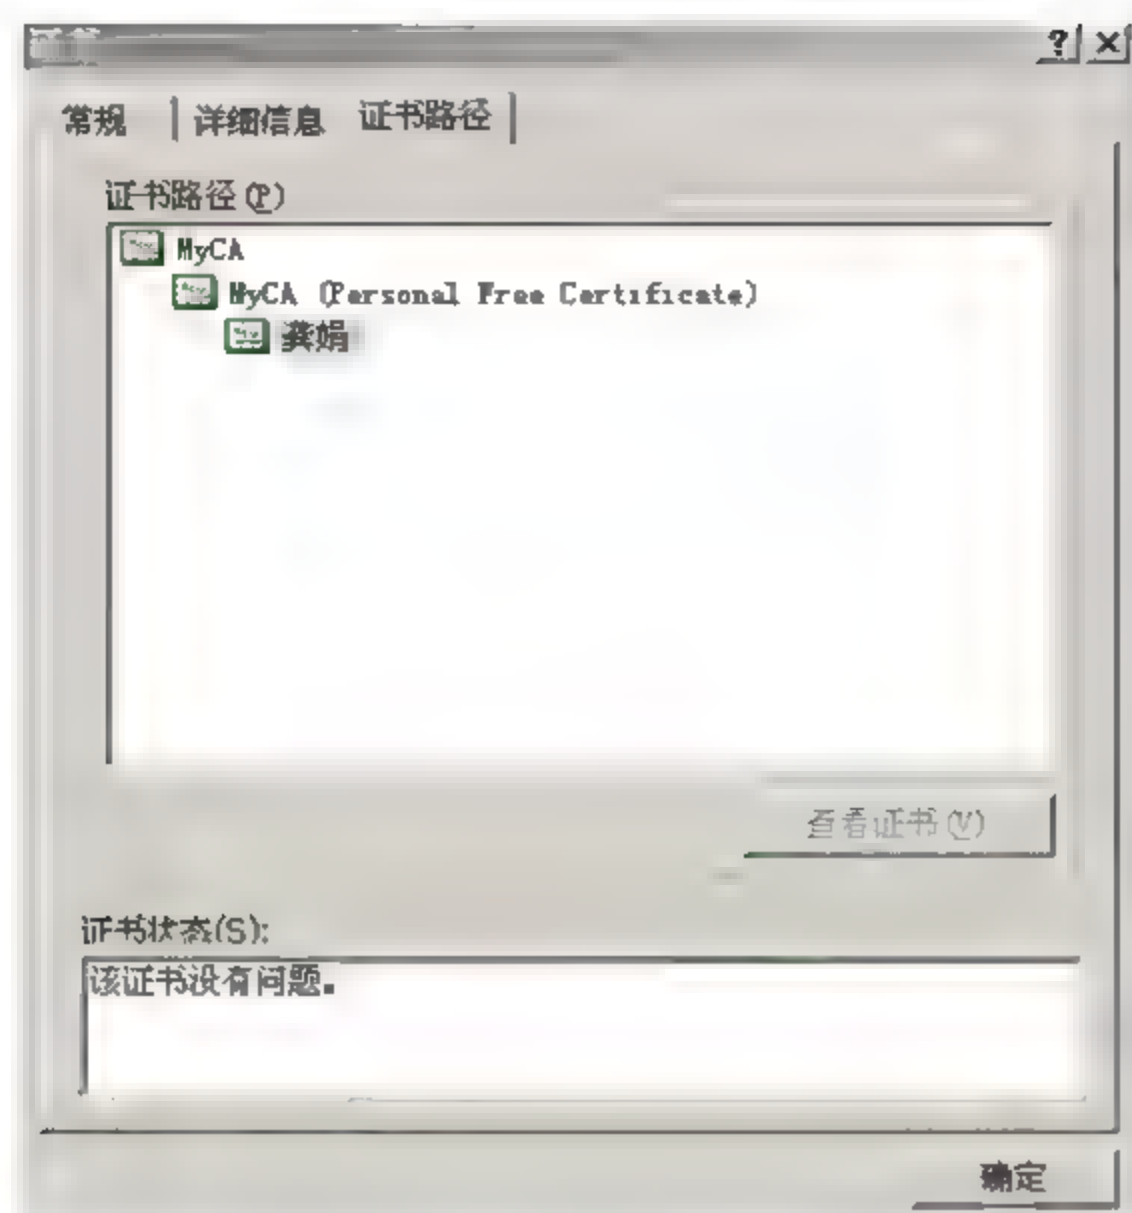 证书
常规 详细信息 证书路径
证书路径(P)
MyCA
MyCA (Personal Free Certificate)
龚娟
查看证书(V)
证书状态(S):
该证书没有问题。
确定